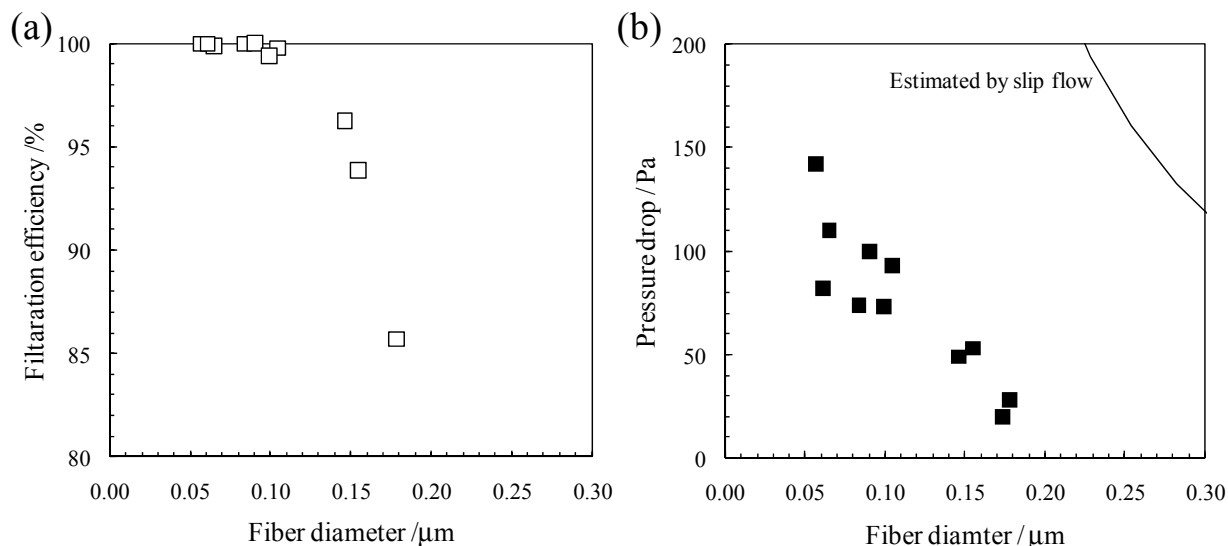 (a)
100
95
90
85
80
Filtaration efficiency /%
0.00 0.05 0.10 0.15 0.20 0.25 0.30
Fiber diameter /μm
(b)
200
150
100
50
0
Pressure drop / Pa
Estimated by slip flow
0.00 0.05 0.10 0.15 0.20 0.25 0.30
Fiber diamter / μm